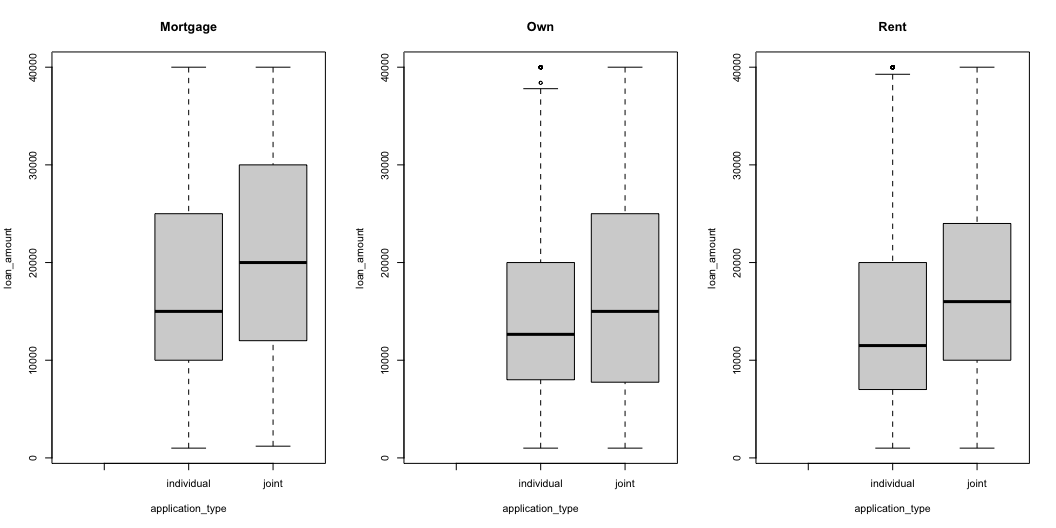 Mortgage
loan_amount
40000
30000
20000
10000
0
individual joint
application_type
Own
loan_amount
40000
30000
20000
10000
0
individual joint
application_type
Rent
loan_amount
40000
30000
20000
10000
0
individual joint
application_type